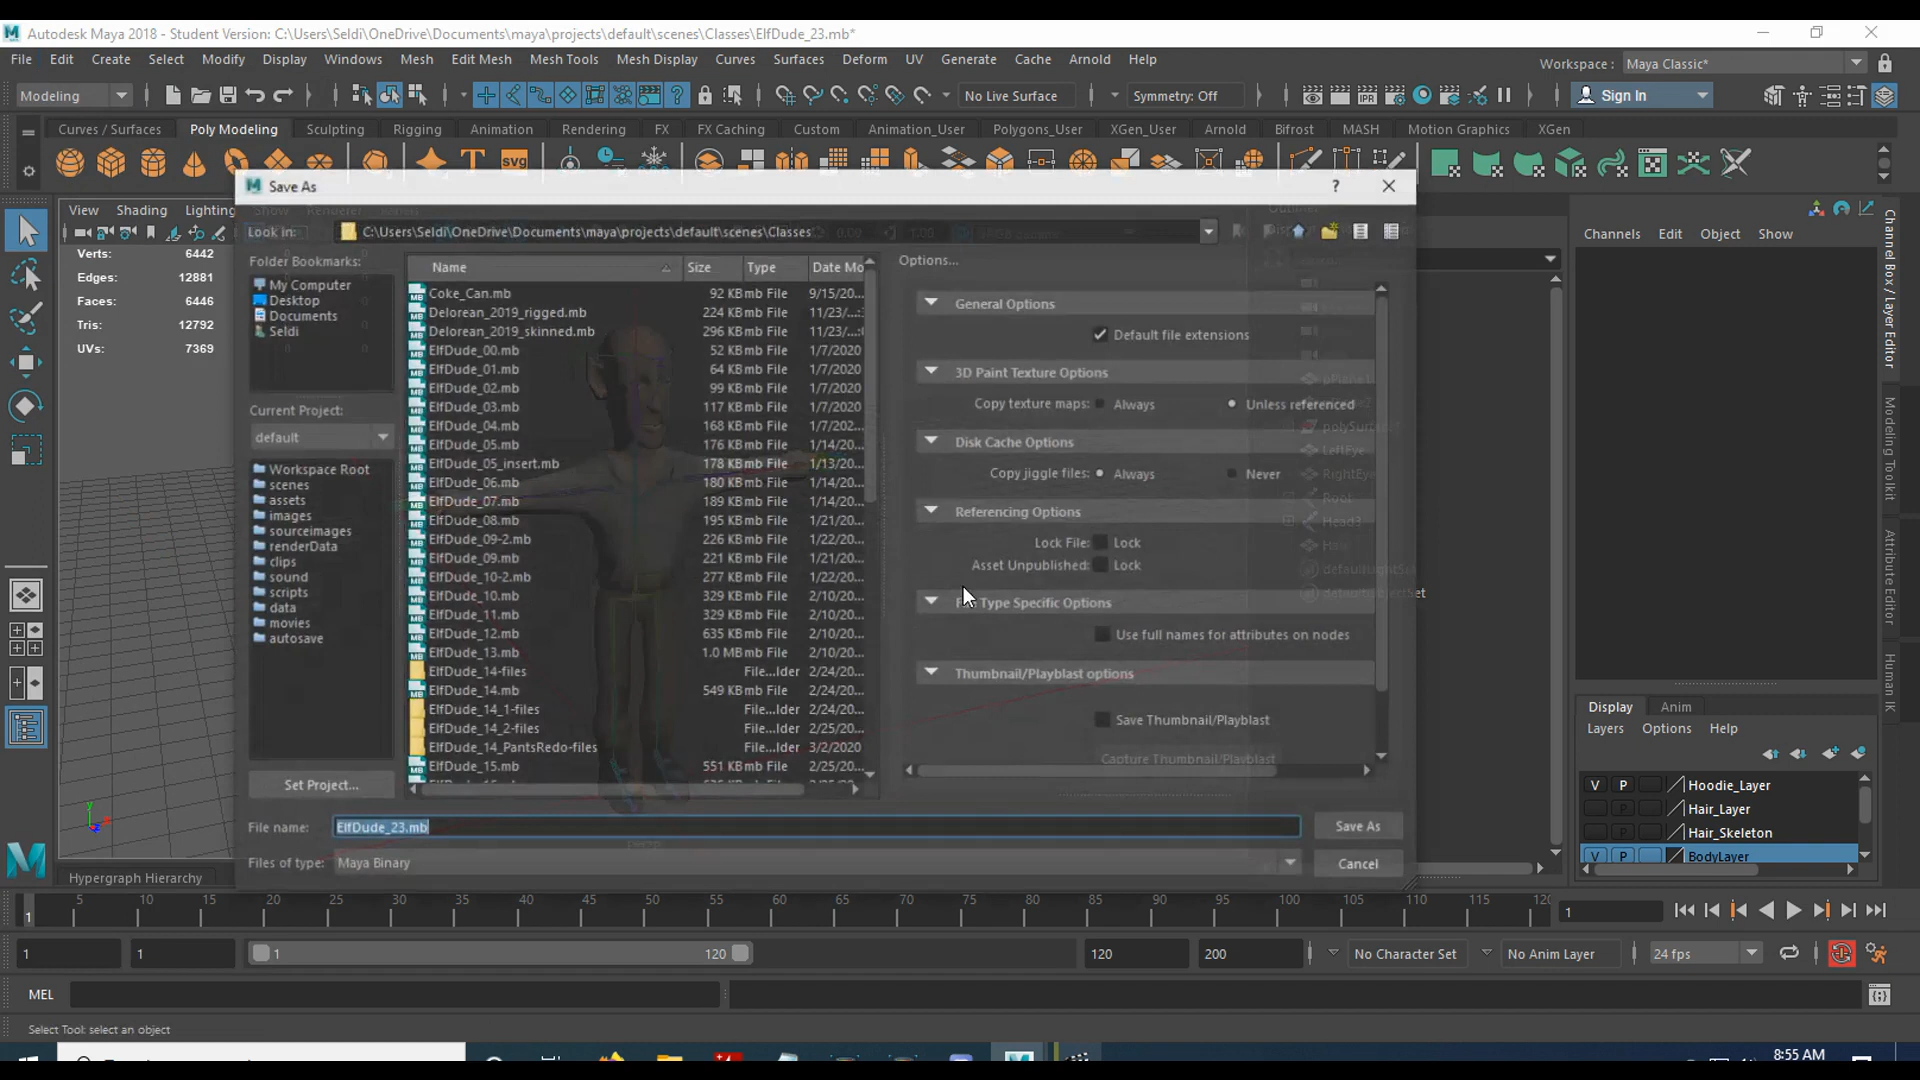 Autodesk Maya 2018 - Student Version: C:\Users\Seldi\OneDrive\Documents\maya\projects\default\scenes\Classes\ElfDude_23.mb*
File Edit Create Select Modify Display Windows Mesh Edit Mesh Mesh Tools Mesh Display Curves Surfaces Deform UV Generate Cache Arnold Help
Workspace : Maya Classic*
Modeling No Live Surface Symmetry: Off Sign In
Curves / Surfaces Poly Modeling Sculpting Rigging Animation Rendering FX FX Caching Custom Animation_User Polygons_User XGen_User Arnold Bifrost MASH Motion Graphics XGen
T svg
Save As ?
View Shading Lighting Show
Look in: C:\Users\Seldi\OneDrive\Documents\maya\projects\default\scenes\Classes
Channels Edit Object Show
Verts: 6442
Edges: 12881
Faces: 6446
Tris: 12792
UVs: 7369
Folder Bookmarks:
My Computer
Desktop
Documents
Seldi
Current Project:
default
Workspace Root
scenes
assets
images
sourceimages
renderData
clips
sound
scripts
data
movies
autosave
Set Project...
Name Size Type Date Mo
Coke_Can.mb 92 KB mb File 9/15/20...
Delorean_2019_rigged.mb 224 KB mb File 11/23/...
Delorean_2019_skinned.mb 296 KB mb File 11/23/...
ElfDude_00.mb 52 KB mb File 1/7/2020
ElfDude_01.mb 64 KB mb File 1/7/2020
ElfDude_02.mb 99 KB mb File 1/7/2020
ElfDude_03.mb 117 KB mb File 1/7/2020
ElfDude_04.mb 168 KB mb File 1/7/202...
ElfDude_05.mb 176 KB mb File 1/14/20...
ElfDude_05_insert.mb 178 KB mb File 1/13/20...
ElfDude_06.mb 180 KB mb File 1/14/20...
ElfDude_07.mb 189 KB mb File 1/14/20...
ElfDude_08.mb 195 KB mb File 1/21/20...
ElfDude_09-2.mb 226 KB mb File 1/22/20...
ElfDude_09.mb 221 KB mb File 1/21/20...
ElfDude_10-2.mb 277 KB mb File 1/22/20...
ElfDude_10.mb 329 KB mb File 2/10/20...
ElfDude_11.mb 329 KB mb File 2/10/20...
ElfDude_12.mb 635 KB mb File 2/10/20...
ElfDude_13.mb 1.0 MB mb File 2/10/20...
ElfDude_14-files File...lder 2/24/20...
ElfDude_14.mb 549 KB mb File 2/24/20...
ElfDude_14_1-files File...lder 2/24/20...
ElfDude_14_2-files File...lder 2/25/20...
ElfDude_14_PantsRedo-files File...lder 3/2/2020
ElfDude_15.mb 551 KB mb File 2/25/20...
Options...
General Options
Default file extensions
3D Paint Texture Options
Copy texture maps: Always Unless referenced
Disk Cache Options
Copy jiggle files: Always Never
Referencing Options
Lock File: Lock
Asset Unpublished: Lock
Type Specific Options
Use full names for attributes on nodes
Thumbnail/Playblast options
Save Thumbnail/Playblast
Capture Thumbnail/Playblast
pPlane1
LeftEye
RightEye
Root
Head3
Hair
File name: ElfDude_23.mb Save As
Files of type: Maya Binary Cancel
Hypergraph Hierarchy
Channel Box / Layer Editor
Modeling Toolkit
Attribute Editor
Human IK
Display Anim
Layers Options Help
V P Hoodie_Layer
Hair_Layer
Hair_Skeleton
V P BodyLayer
1 5 10 15 20 25 30 35 40 45 50 55 60 65 70 75 80 85 90 95 100 105 110 115 120 1
1 1 1 120 120 200 No Character Set No Anim Layer 24 fps
MEL
Select Tool: select an object
8:55 AM